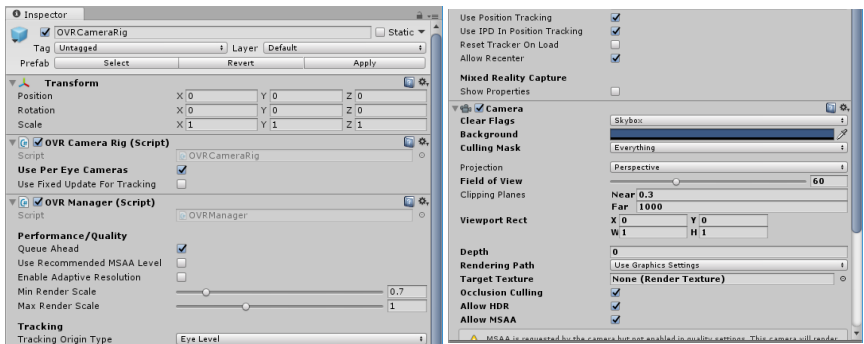 Inspector
OVRCameraRig Static
Tag Untagged Layer Default
Prefab Select Revert Apply
Transform
Position X 0 Y 0 Z 0
Rotation X 0 Y 0 Z 0
Scale X 1 Y 1 Z 1
OVR Camera Rig (Script)
Script OVRCameraRig
Use Per Eye Cameras
Use Fixed Update For Tracking
OVR Manager (Script)
Script OVRManager
Performance/Quality
Queue Ahead
Use Recommended MSAA Level
Enable Adaptive Resolution
Min Render Scale 0.7
Max Render Scale 1
Tracking
Tracking Origin Type Eye Level
Use Position Tracking
Use IPD In Position Tracking
Reset Tracker On Load
Allow Recenter
Mixed Reality Capture
Show Properties
Camera
Clear Flags Skybox
Background
Culling Mask Everything
Projection Perspective
Field of View 60
Clipping Planes Near 0.3
Far 1000
Viewport Rect X 0 Y 0
W 1 H 1
Depth 0
Rendering Path Use Graphics Settings
Target Texture None (Render Texture)
Occlusion Culling
Allow HDR
Allow MSAA
MSAA is requested by the camera but not enabled in quality settings. This camera will render